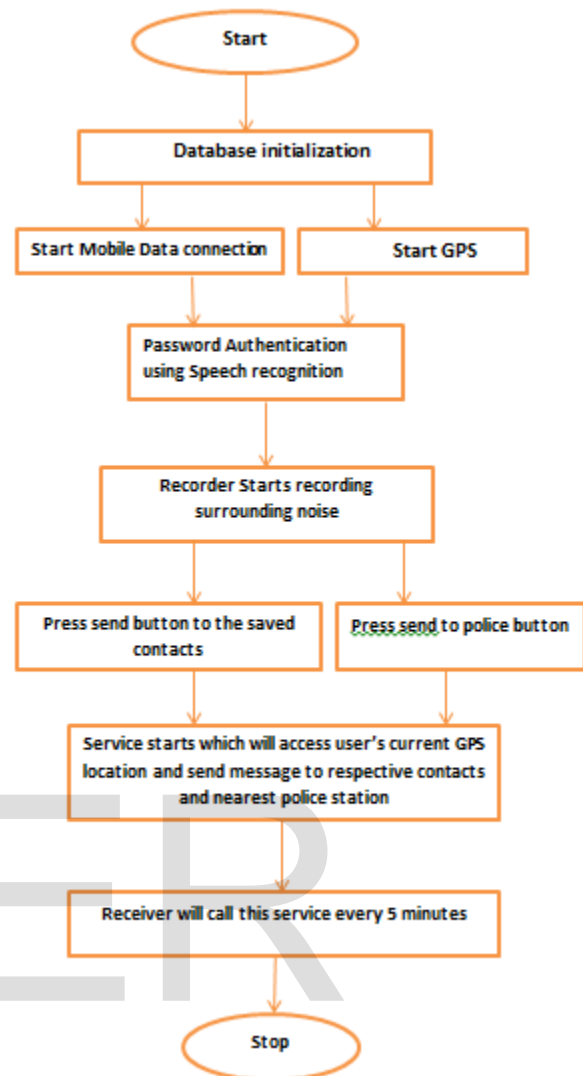 Start
Database initialization
Start Mobile Data connection
Start GPS
Password Authentication
using Speech recognition
Recorder Starts recording
surrounding noise
Press send button to the saved
contacts
Press send to police button
Service starts which will access user's current GPS
location and send message to respective contacts
and nearest police station
ER
Receiver will call this service every 5 minutes
Stop